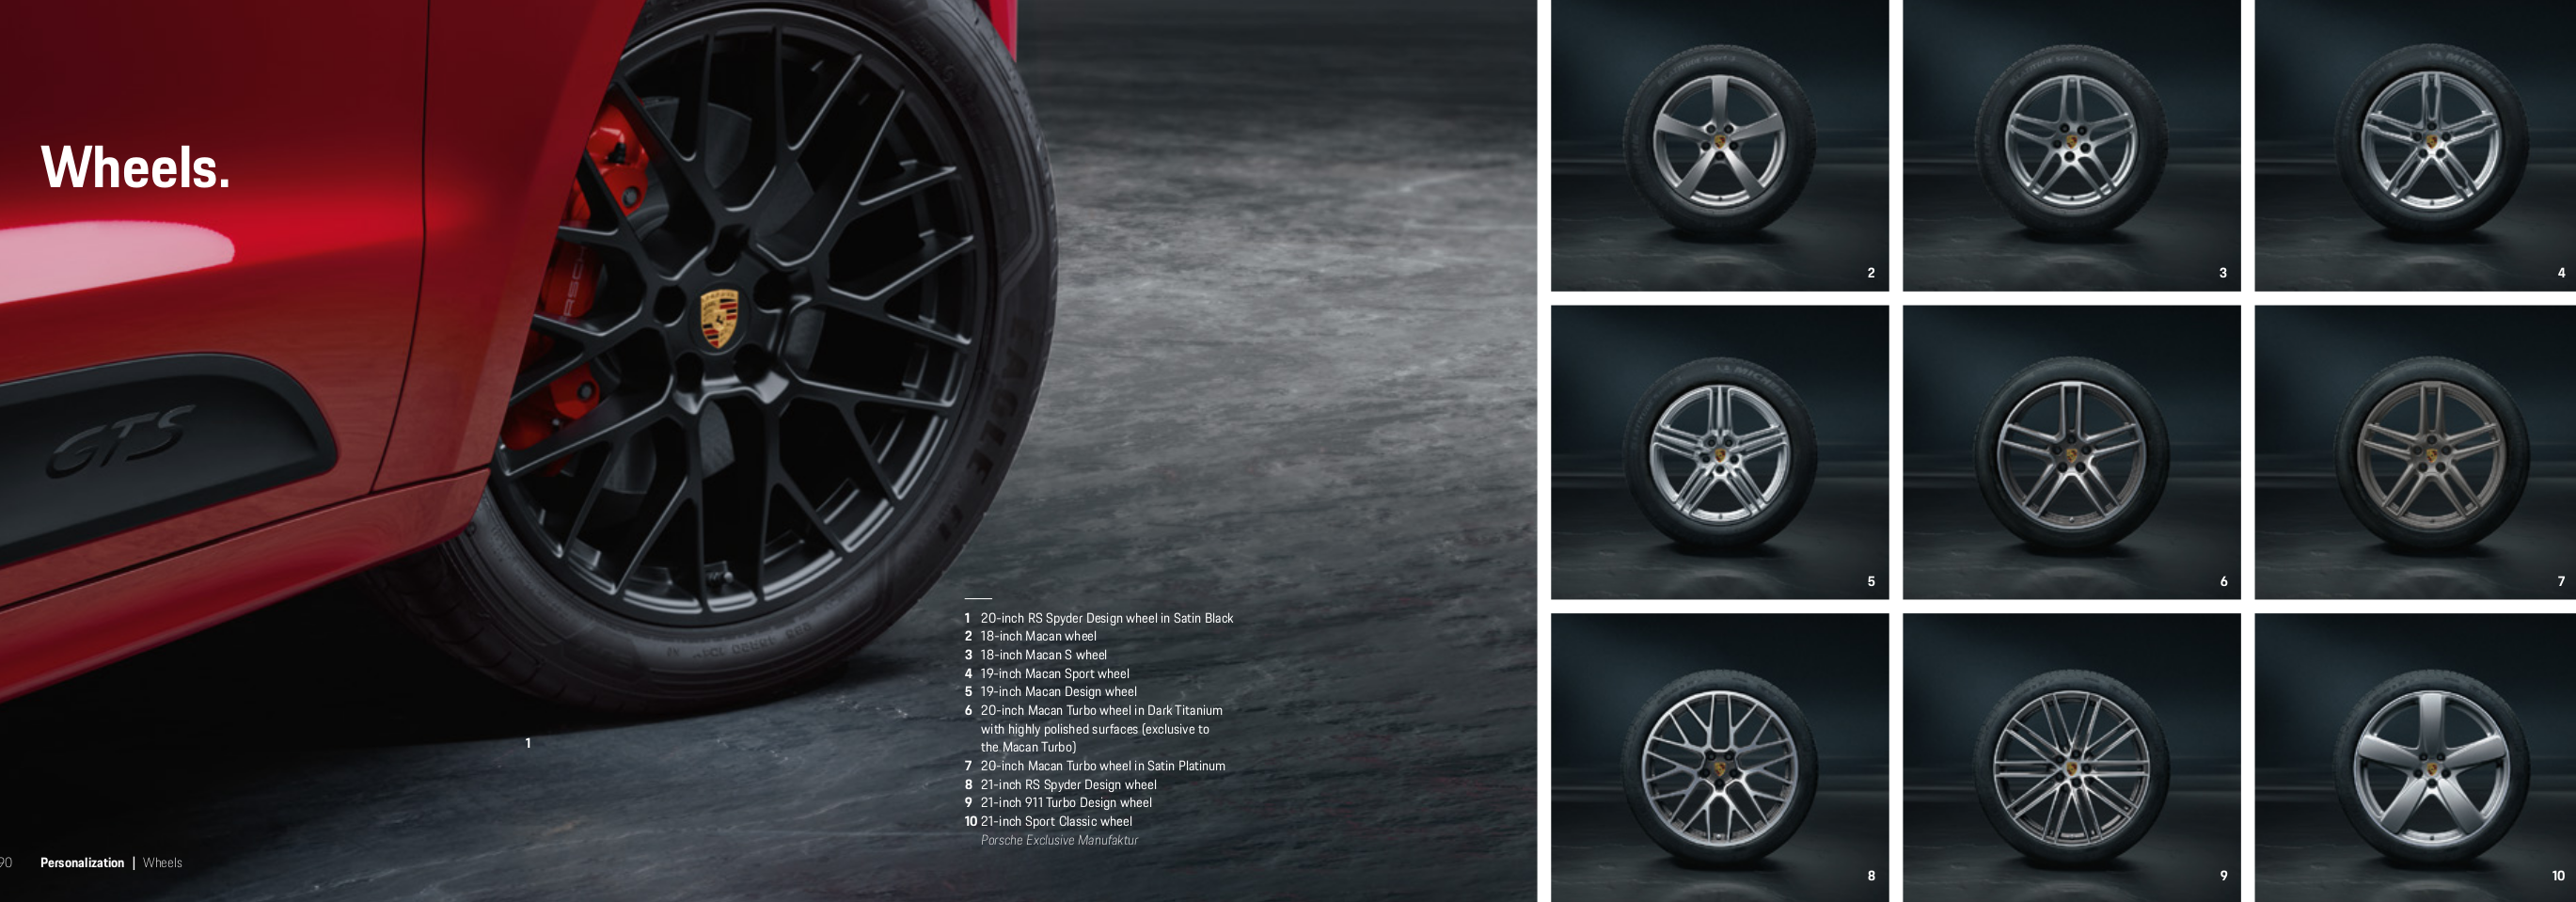 Wheels.
GTS
EAGLE F1
1
1 20-inch RS Spyder Design wheel in Satin Black
2 18-inch Macan wheel
3 18-inch Macan S wheel
4 19-inch Macan Sport wheel
5 19-inch Macan Design wheel
6 20-inch Macan Turbo wheel in Dark Titanium
with highly polished surfaces (exclusive to
the Macan Turbo)
7 20-inch Macan Turbo wheel in Satin Platinum
8 21-inch RS Spyder Design wheel
9 21-inch 911 Turbo Design wheel
10 21-inch Sport Classic wheel
Porsche Exclusive Manufaktur
90 Personalization | Wheels
2
3
MICHELIN
4
MICHELIN
5
6
7
8
9
10